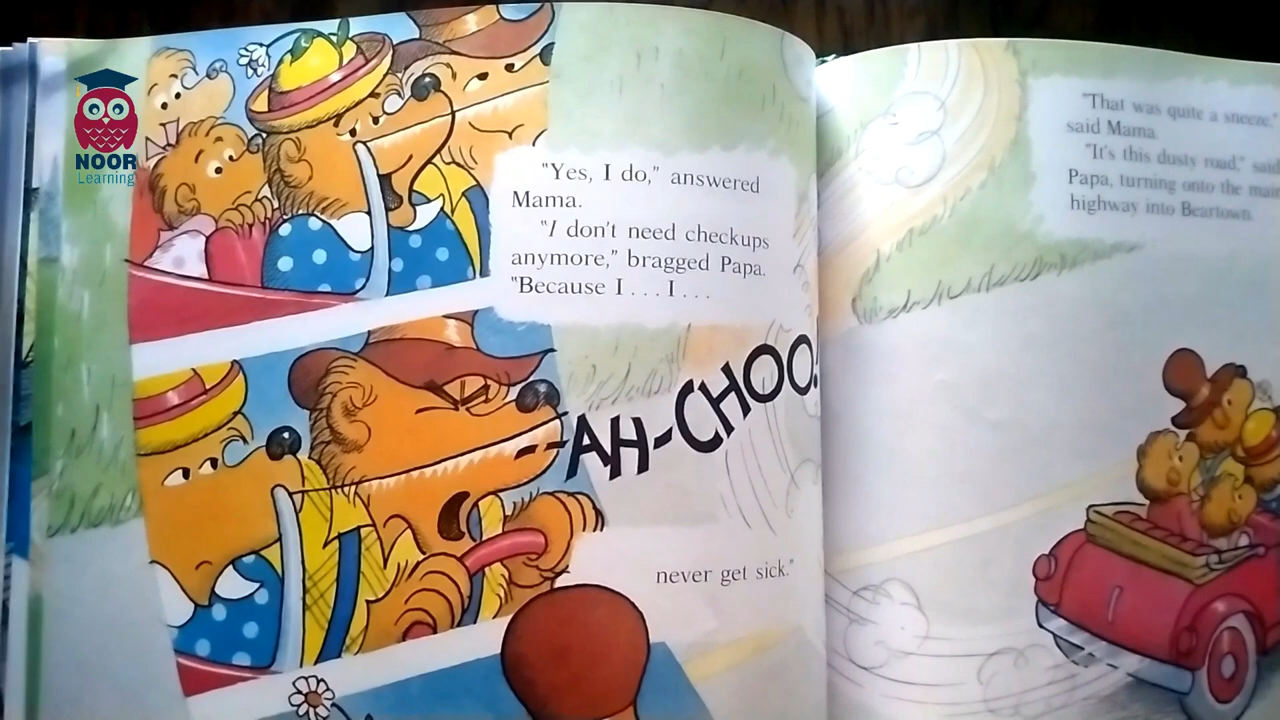 NOOR
Learning
"Yes, I do," answered
Mama.
"I don't need checkups
anymore," bragged Papa.
"Because I . . . I . . .
AH-CHOO!
never get sick."
"That was quite a sneeze,"
said Mama.
"It's this dusty road," said
Papa, turning onto the main
highway into Beartown.